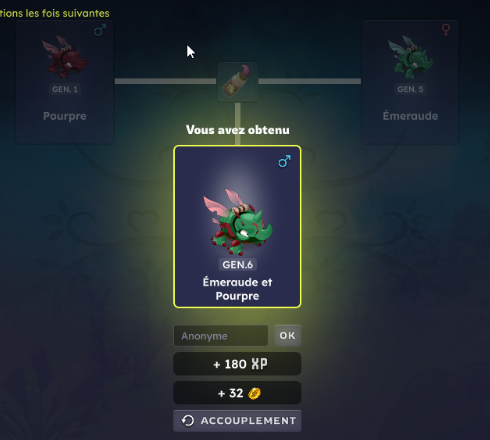 tions les fois suivantes
GEN. 1
Pourpre
GEN. 5
Émeraude
Vous avez obtenu
GEN.6
Émeraude et
Pourpre
Anonyme
OK
+ 180 XP
+ 32
ACCOUPLEMENT